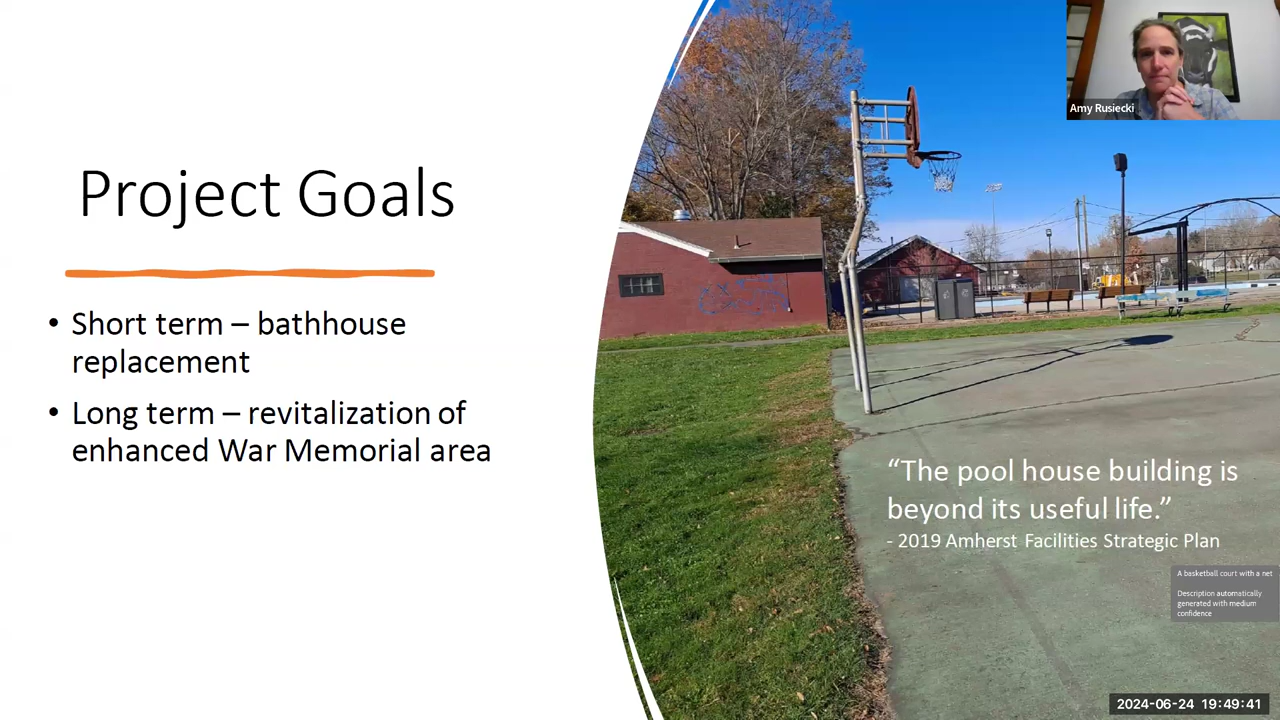 Amy Rusiecki
Project Goals
• Short term – bathhouse
replacement
• Long term – revitalization of
enhanced War Memorial area
“The pool house building is
beyond its useful life.”
- 2019 Amherst Facilities Strategic Plan
A basketball court with a net
Description automatically
generated with medium
confidence
2024-06-24 19:49:41